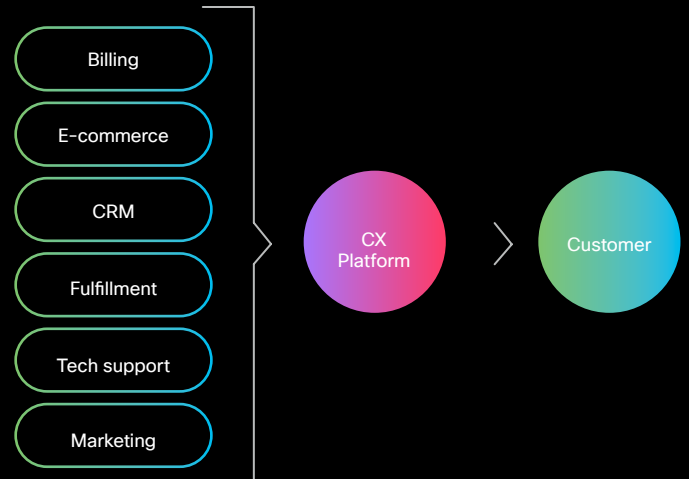 Billing
E-commerce
CRM
Fulfillment
Tech support
Marketing
CX
Platform
Customer